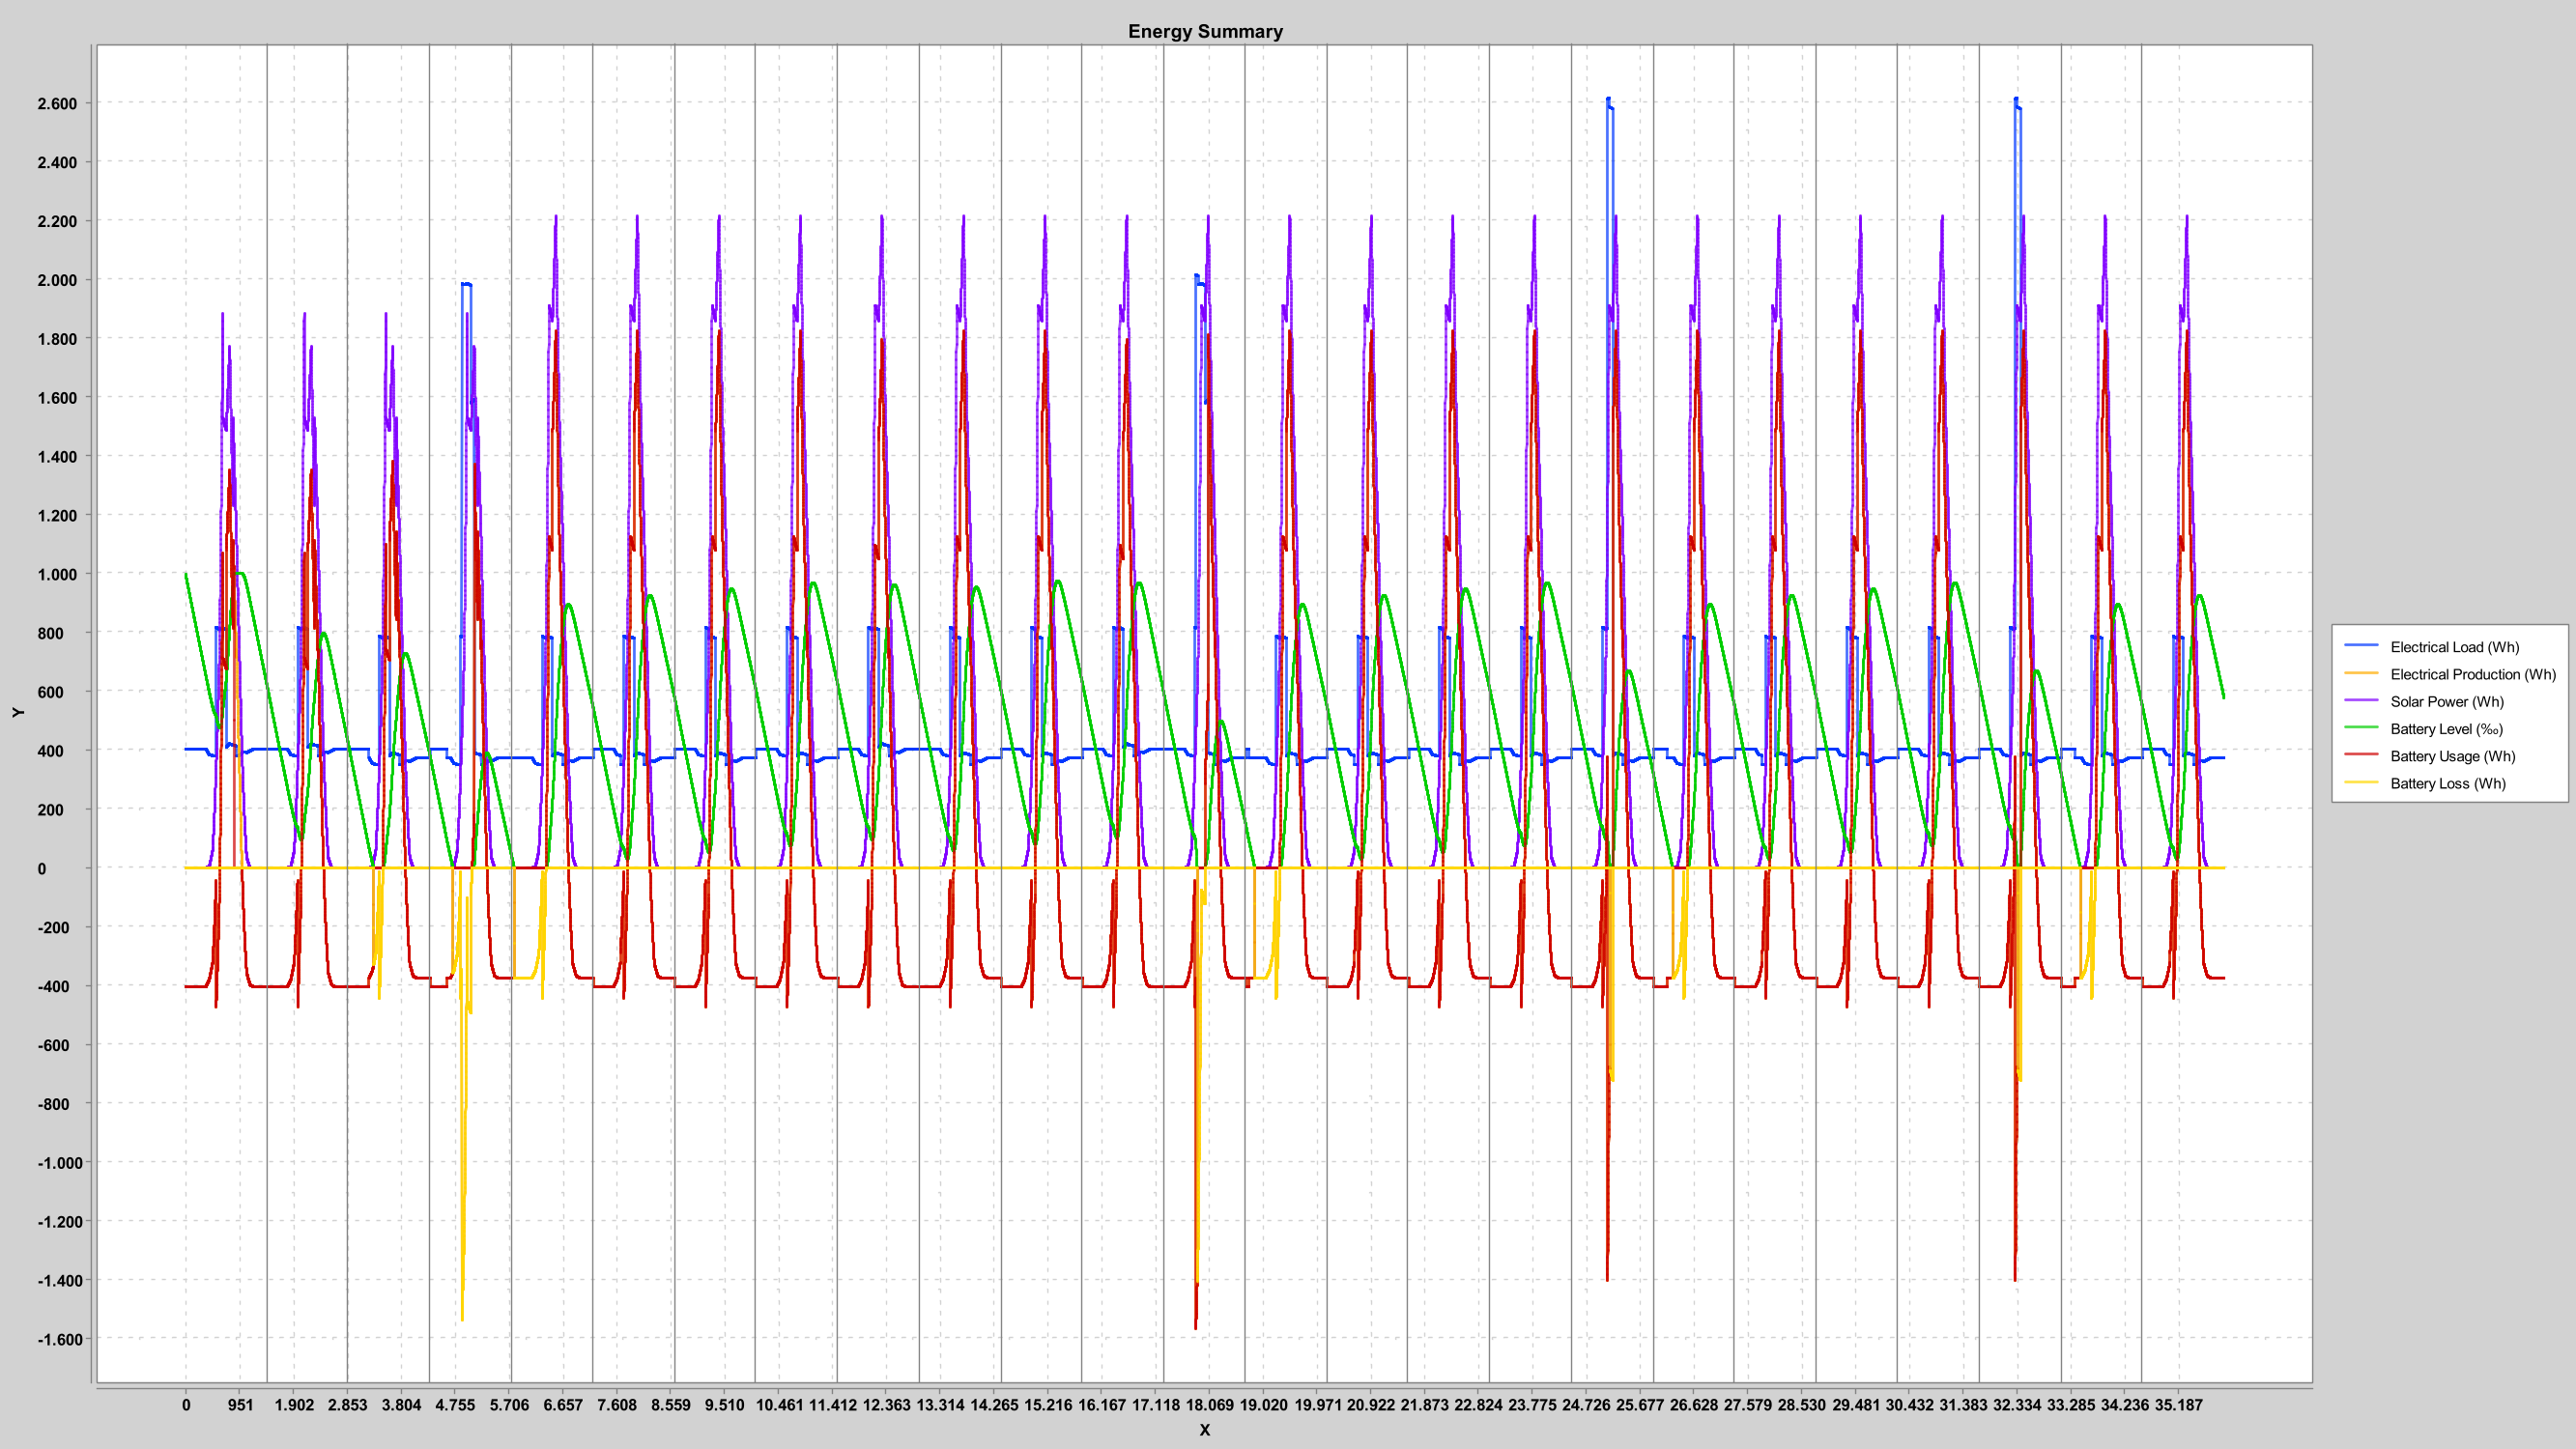 Energy Summary
2.600
2.400
2.200
2.000
1.800
1.600
1.400
1.200
1.000
800
600
400
200
0
-200
-400
-600
-800
-1.000
-1.200
-1.400
-1.600
Y
Electrical Load (Wh)
Electrical Production (Wh)
Solar Power (Wh)
Battery Level (‰)
Battery Usage (Wh)
Battery Loss (Wh)
0 951 1.902 2.853 3.804 4.755 5.706 6.657 7.608 8.559 9.510 10.461 11.412 12.363 13.314 14.265 15.216 16.167 17.118 18.069 19.020 19.971 20.922 21.873 22.824 23.775 24.726 25.677 26.628 27.579 28.530 29.481 30.432 31.383 32.334 33.285 34.236 35.187
X